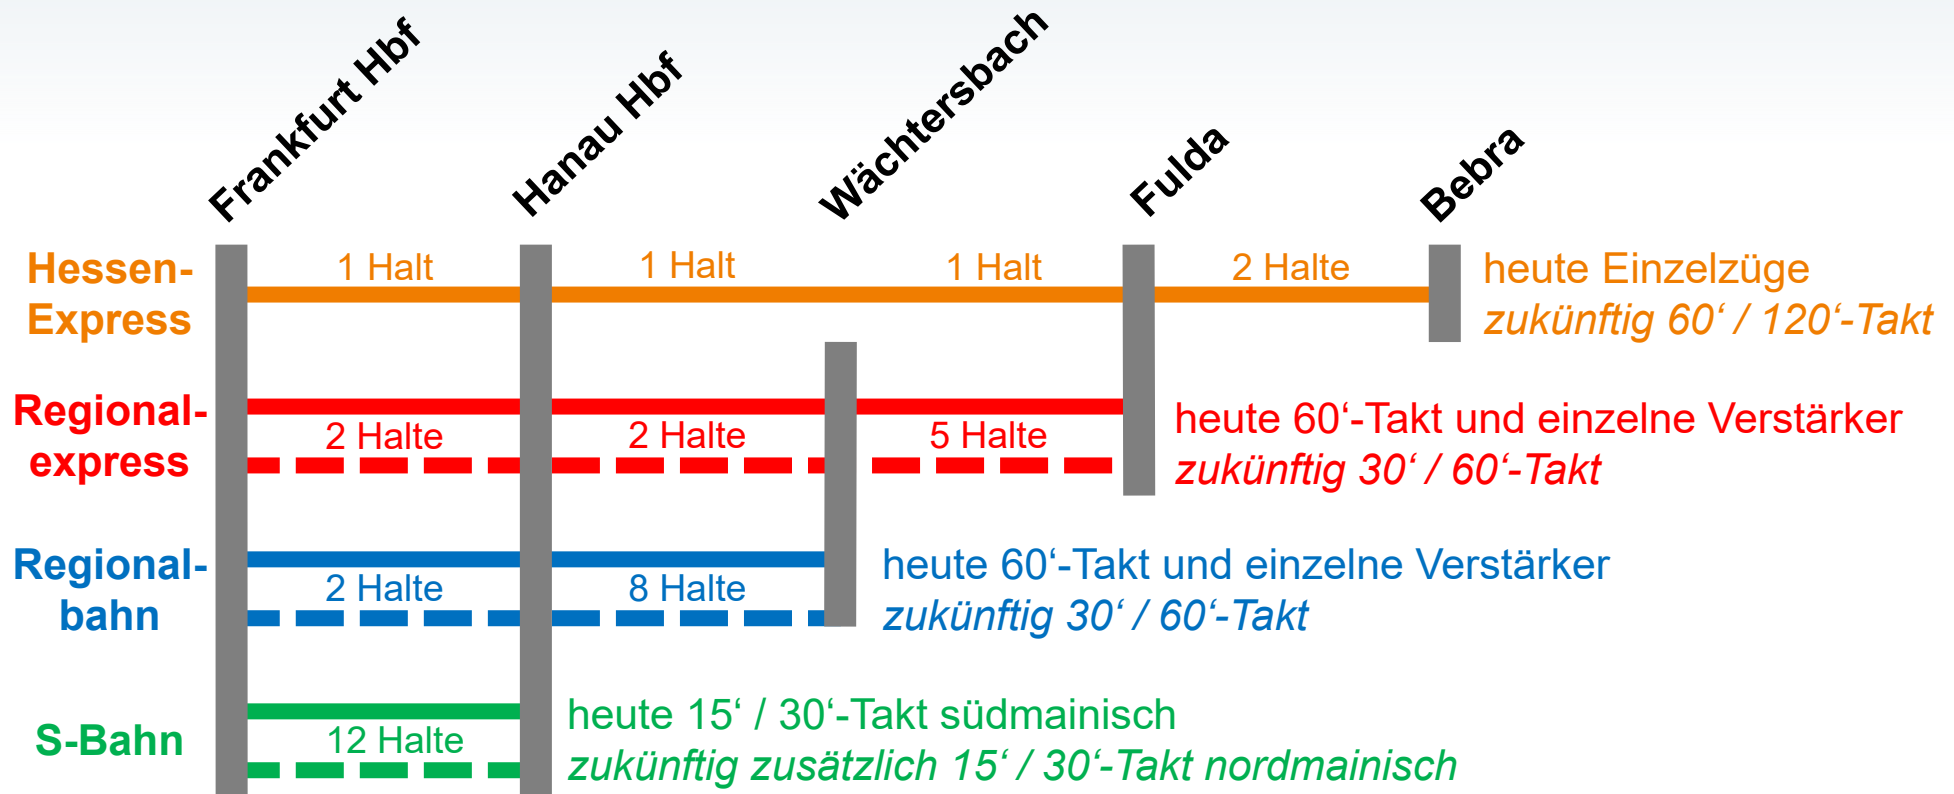 Frankfurt Hbf
Hanau Hbf
Wächtersbach
Fulda
Bebra
Hessen-
Express
1 Halt
1 Halt
1 Halt
2 Halte
heute Einzelzüge
zukünftig 60‘ / 120‘-Takt
Regional-
express
2 Halte
2 Halte
5 Halte
heute 60‘-Takt und einzelne Verstärker
zukünftig 30‘ / 60‘-Takt
Regional-
bahn
2 Halte
8 Halte
heute 60‘-Takt und einzelne Verstärker
zukünftig 30‘ / 60‘-Takt
S-Bahn
12 Halte
heute 15‘ / 30‘-Takt südmainisch
zukünftig zusätzlich 15‘ / 30‘-Takt nordmainisch